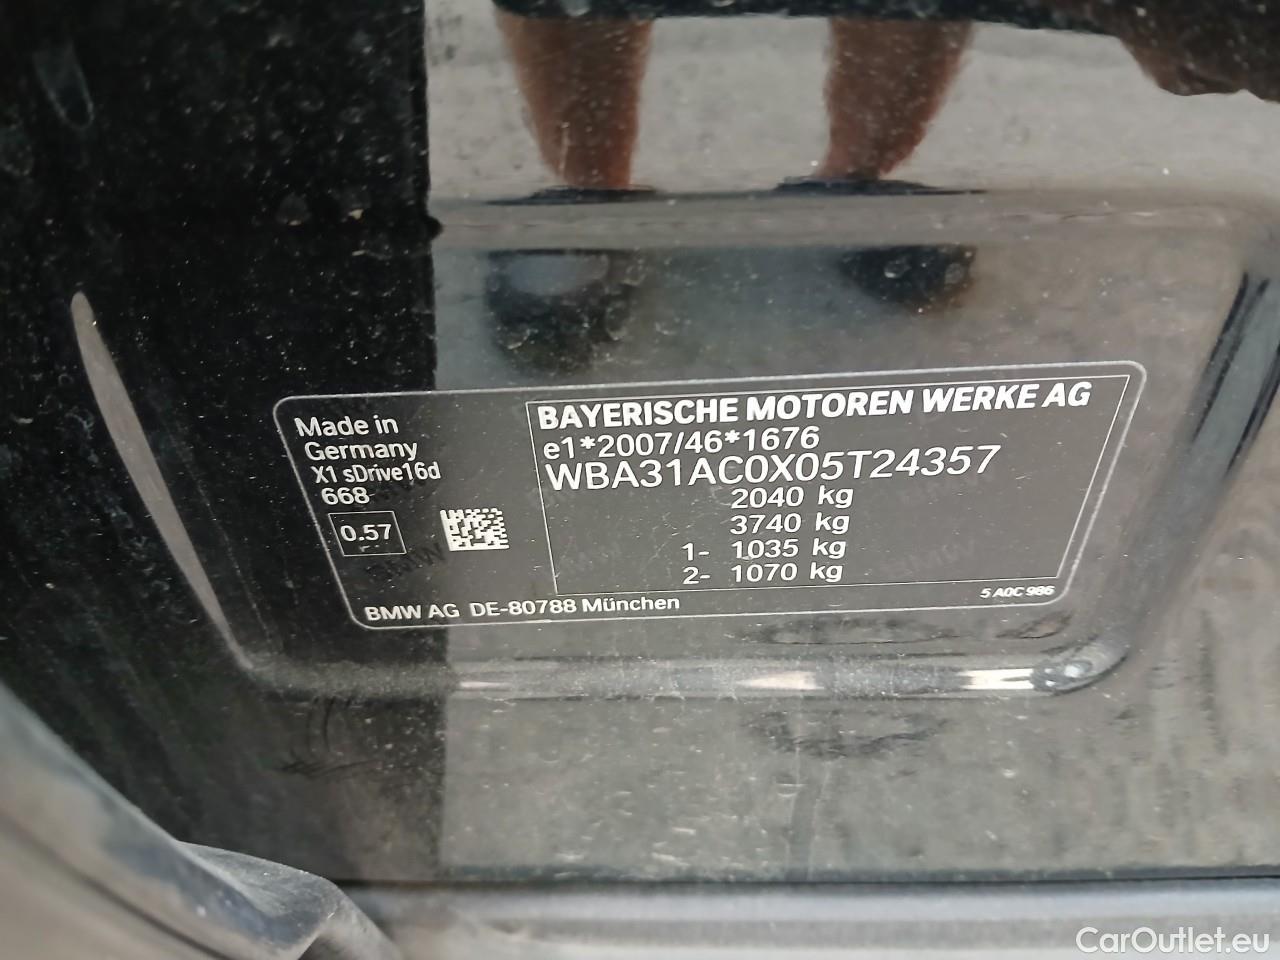 Made in
Germany
X1 sDrive16d
668
0.57
BAYERISCHE MOTOREN WERKE AG
e1*2007/46*1676
WBA31AC0X05T24357
2040 kg
3740 kg
1- 1035 kg
2- 1070 kg
BMW AG DE-80788 München
5 A0C 986
CarOutlet.eu